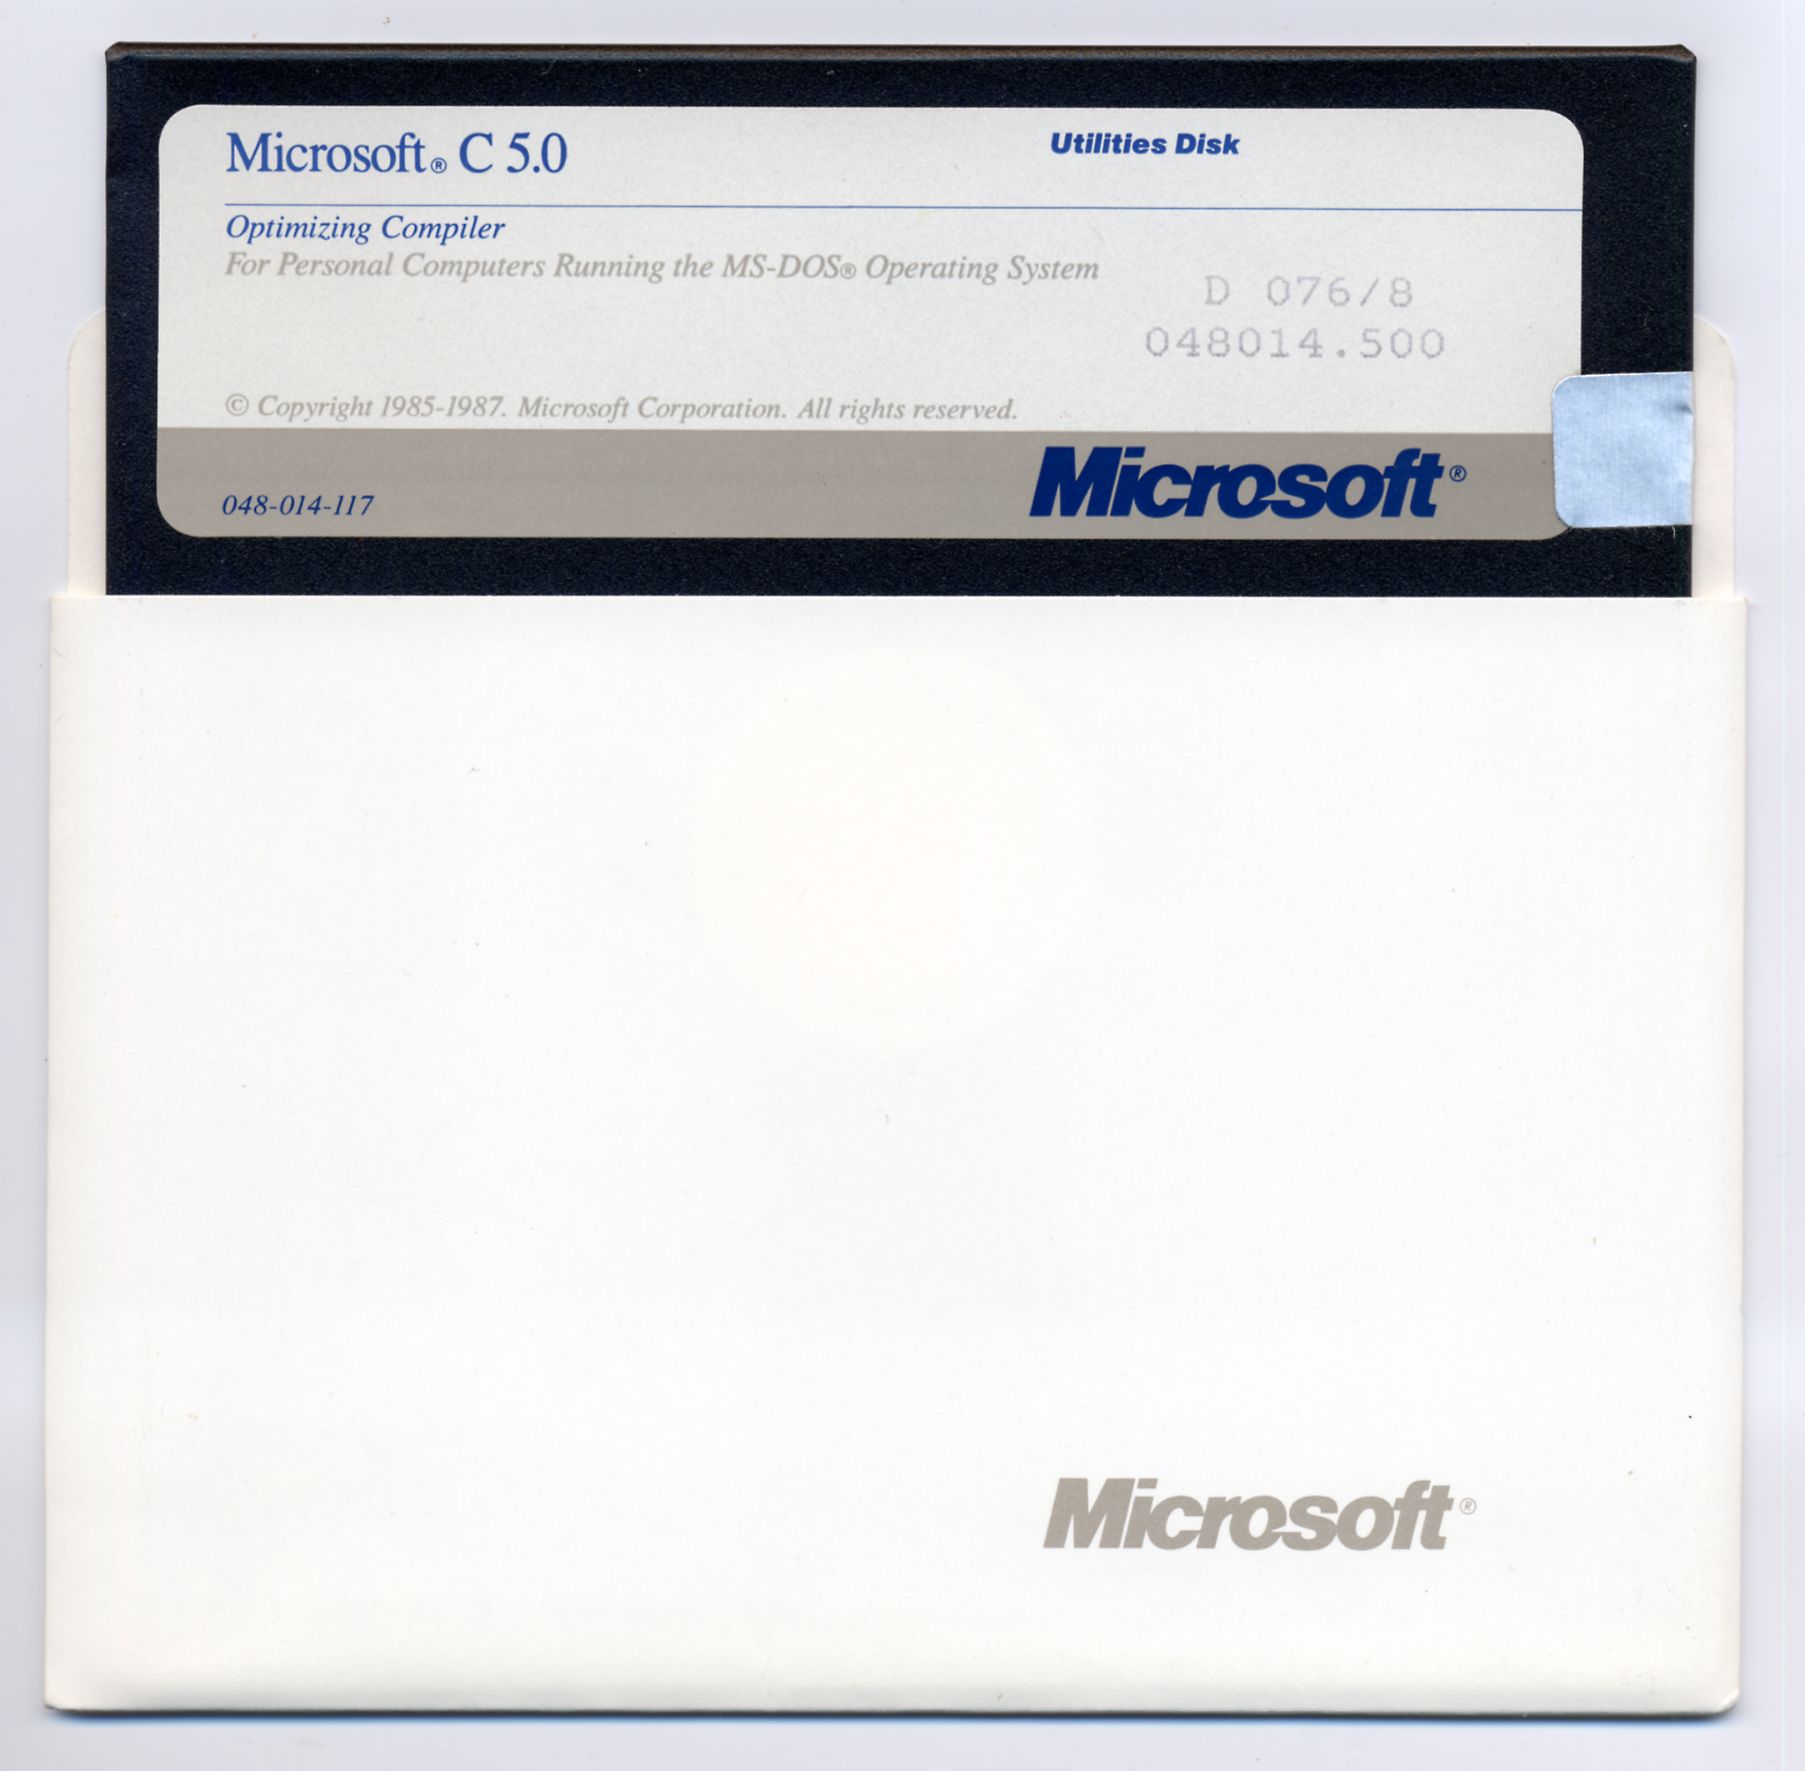 Microsoft® C 5.0
Utilities Disk
Optimizing Compiler
For Personal Computers Running the MS-DOS® Operating System
D 076/8
048014.500
© Copyright 1985-1987. Microsoft Corporation. All rights reserved.
048-014-117
Microsoft®
Microsoft®